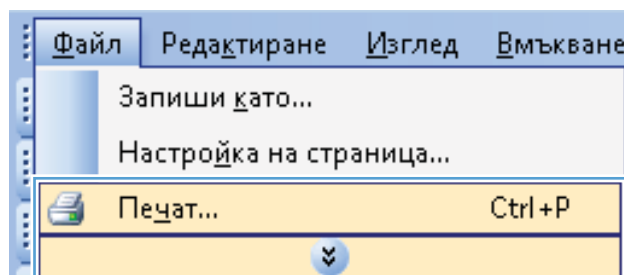 Файл Редактиране Изглед Вмъкване
Запиши като...
Настройка на страница...
Печат... Ctrl+P